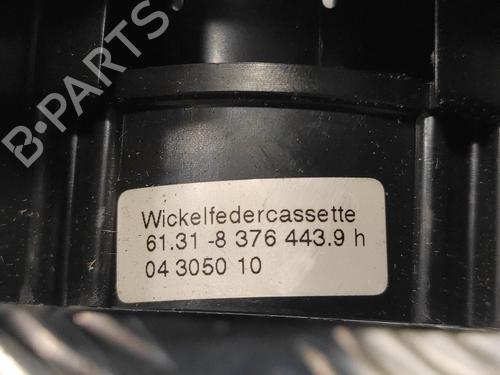 B-PARTS
Wickelfedercassette
61.31 -8 376 443.9 h
04 3050 10